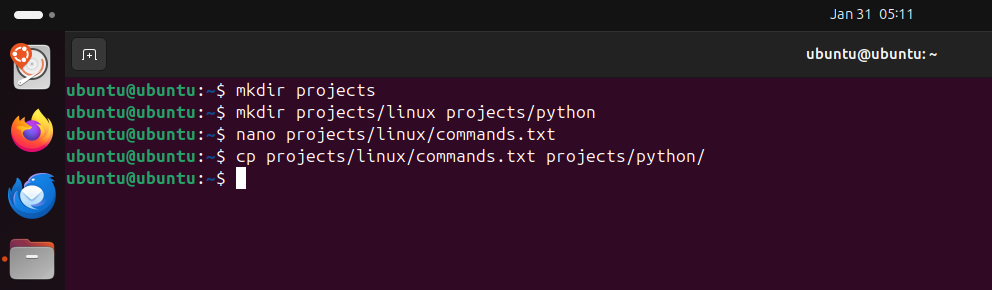 Jan 31 05:11
ubuntu@ubuntu: ~
ubuntu@ubuntu:~$ mkdir projects
ubuntu@ubuntu:~$ mkdir projects/linux projects/python
ubuntu@ubuntu:~$ nano projects/linux/commands.txt
ubuntu@ubuntu:~$ cp projects/linux/commands.txt projects/python/
ubuntu@ubuntu:~$